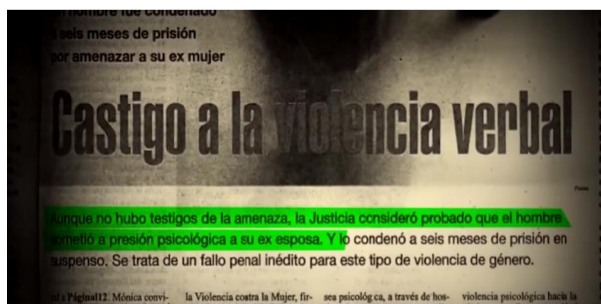 hombre fue condenado
a seis meses de prisión
por amenazar a su ex mujer
Castigo a la violencia verbal
Aunque no hubo testigos de la amenaza, la Justicia consideró probado que el hombre
sometió a presión psicológica a su ex esposa. Y lo condenó a seis meses de prisión en
suspenso. Se trata de un fallo penal inédito para este tipo de violencia de género.
Página12. Mónica convi- la Violencia contra la Mujer, fir- sea psicológica, a través de hos- violencia psicológica hacia la